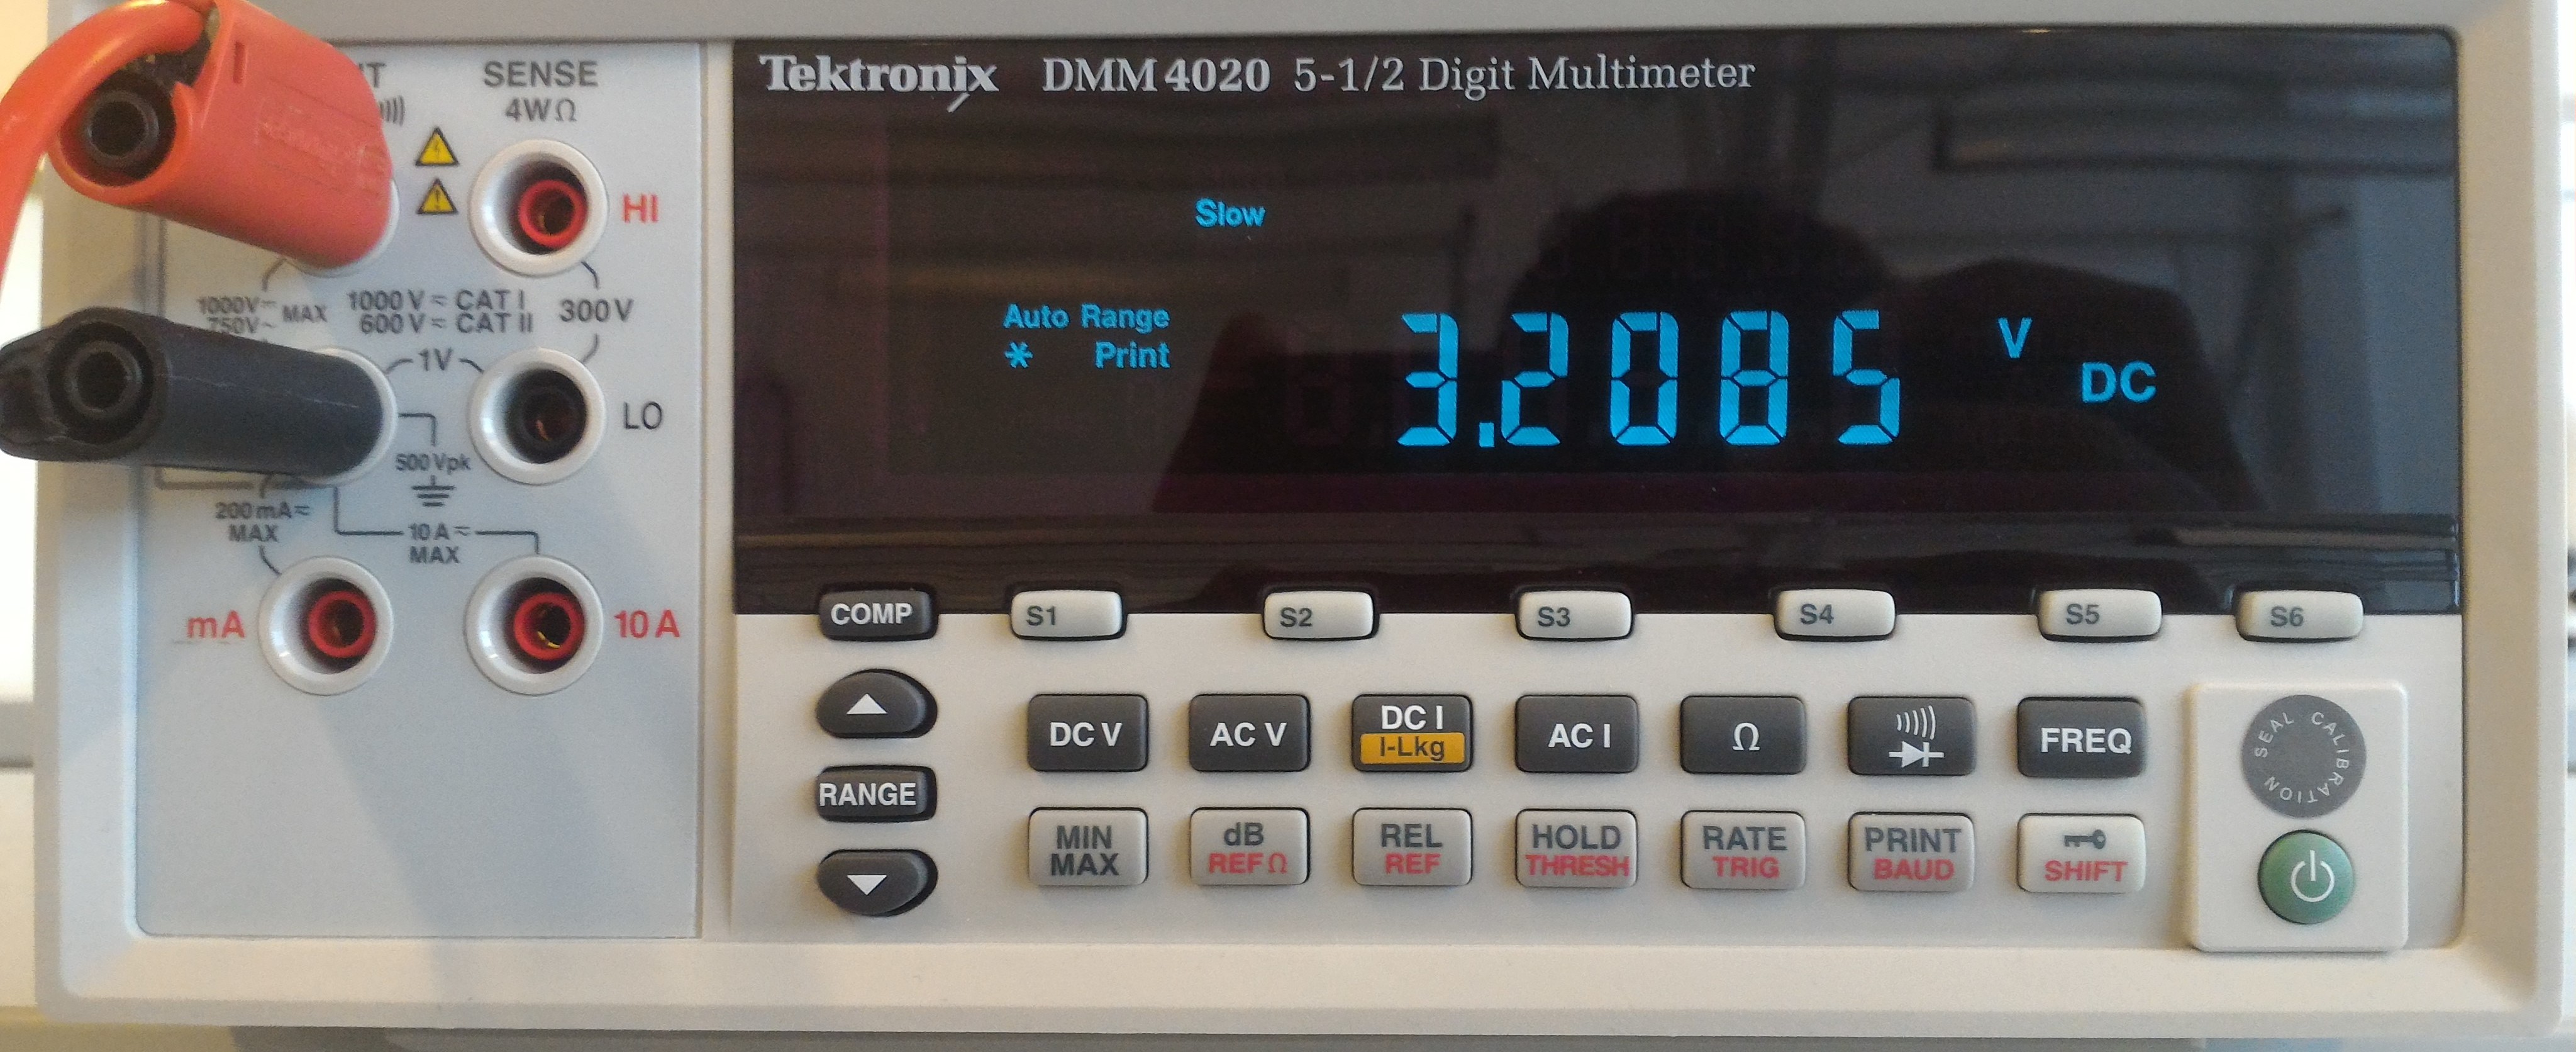 Tektronix DMM 4020 5-1/2 Digit Multimeter
SENSE
4WΩ
HI
1000V MAX
750V~
1000 V ≂ CAT I
600 V ≂ CAT II
300 V
1V
LO
500 Vpk
200 mA ≂
MAX
10 A ≂
MAX
mA
10 A
Slow
Auto Range
* Print
3.2085 V DC
COMP S1 S2 S3 S4 S5 S6
RANGE
DC V AC V DC I AC I Ω FREQ
I-Lkg
MIN MAX
dB REF Ω
REL REF
HOLD THRESH
RATE TRIG
PRINT BAUD
SHIFT
CALIBRATION SEAL